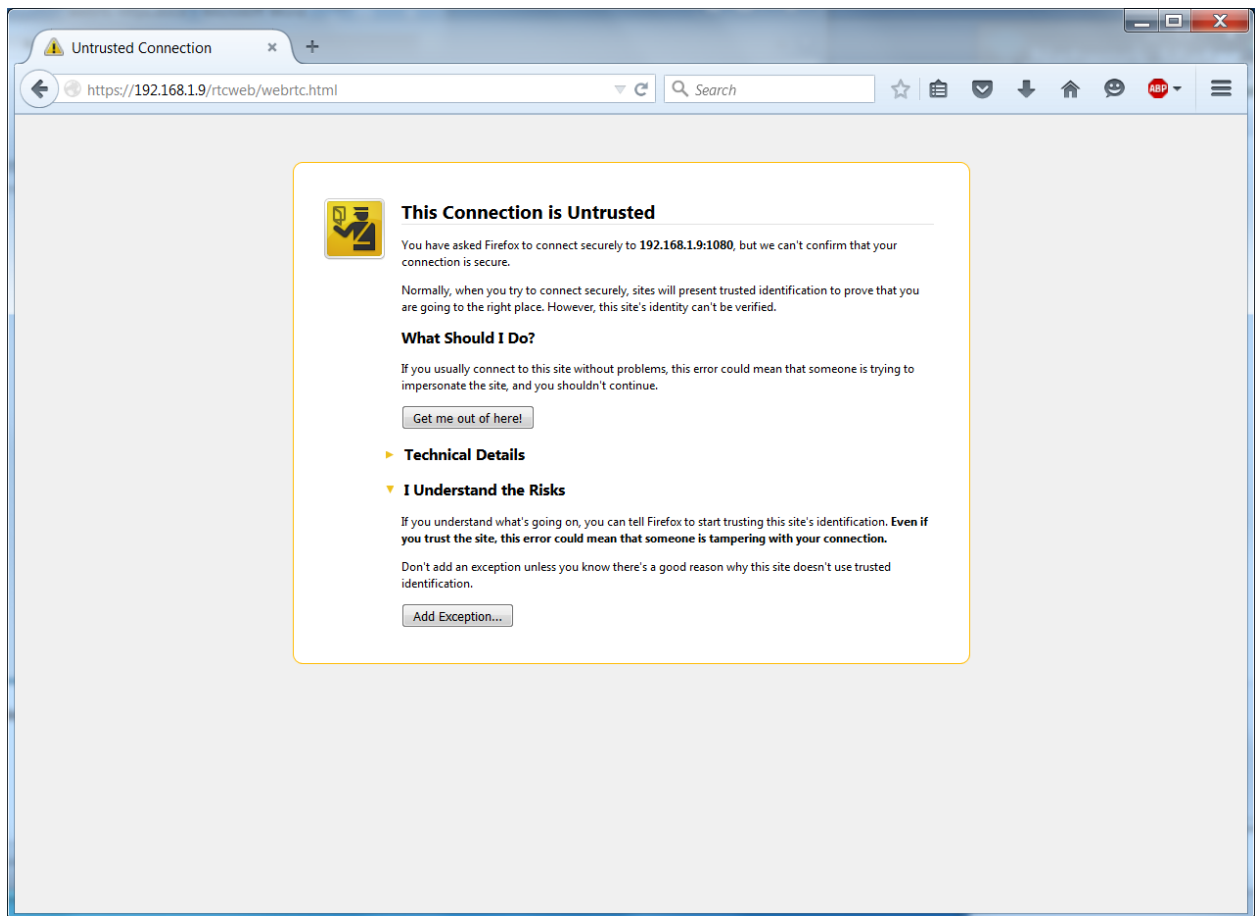 Untrusted Connection
https://192.168.1.9/rtcweb/webrtc.html
Search
ABP
This Connection is Untrusted
You have asked Firefox to connect securely to 192.168.1.9:1080, but we can't confirm that your
connection is secure.
Normally, when you try to connect securely, sites will present trusted identification to prove that you
are going to the right place. However, this site's identity can't be verified.
What Should I Do?
If you usually connect to this site without problems, this error could mean that someone is trying to
impersonate the site, and you shouldn't continue.
Get me out of here!
Technical Details
I Understand the Risks
If you understand what's going on, you can tell Firefox to start trusting this site's identification. Even if
you trust the site, this error could mean that someone is tampering with your connection.
Don't add an exception unless you know there's a good reason why this site doesn't use trusted
identification.
Add Exception...